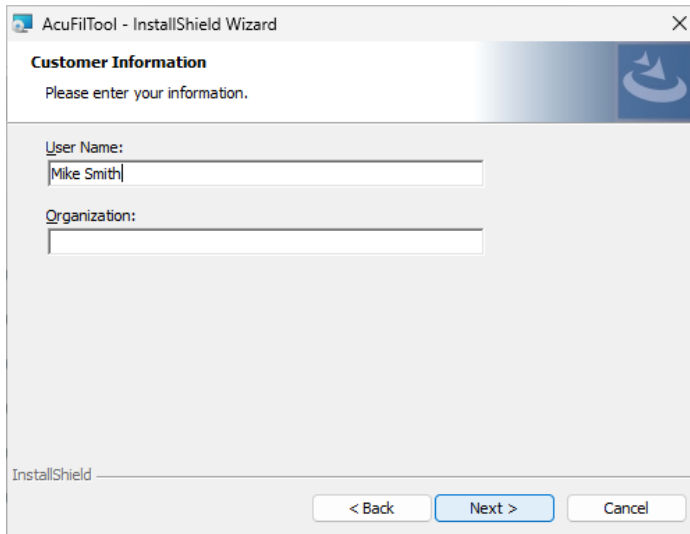 AcuFilTool - InstallShield Wizard
Customer Information
Please enter your information.
User Name:
Mike Smith
Organization:
InstallShield
< Back Next > Cancel